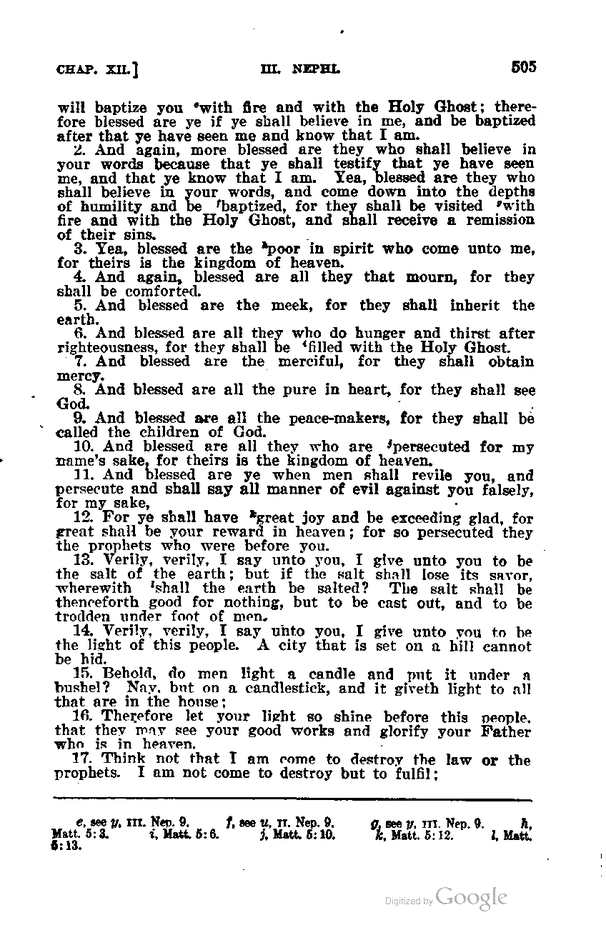 CHAP. XII.] III. NEPHI. 505
will baptize you ᵉwith fire and with the Holy Ghost; there-
fore blessed are ye if ye shall believe in me, and be baptized
after that ye have seen me and know that I am.
2. And again, more blessed are they who shall believe in
your words because that ye shall testify that ye have seen
me, and that ye know that I am. Yea, blessed are they who
shall believe in your words, and come down into the depths
of humility and be ᶠbaptized, for they shall be visited ᵍwith
fire and with the Holy Ghost, and shall receive a remission
of their sins.
3. Yea, blessed are the ʰpoor in spirit who come unto me,
for theirs is the kingdom of heaven.
4. And again, blessed are all they that mourn, for they
shall be comforted.
5. And blessed are the meek, for they shall inherit the
earth.
6. And blessed are all they who do hunger and thirst after
righteousness, for they shall be ⁱfilled with the Holy Ghost.
7. And blessed are the merciful, for they shall obtain
mercy.
8. And blessed are all the pure in heart, for they shall see
God.
9. And blessed are all the peace-makers, for they shall be
called the children of God.
10. And blessed are all they who are ʲpersecuted for my
name's sake, for theirs is the kingdom of heaven.
11. And blessed are ye when men shall revile you, and
persecute and shall say all manner of evil against you falsely,
for my sake,
12. For ye shall have ᵏgreat joy and be exceeding glad, for
great shall be your reward in heaven; for so persecuted they
the prophets who were before you.
13. Verily, verily, I say unto you, I give unto you to be
the salt of the earth; but if the salt shall lose its savor,
wherewith ˡshall the earth be salted? The salt shall be
thenceforth good for nothing, but to be cast out, and to be
trodden under foot of men.
14. Verily, verily, I say unto you, I give unto you to be
the light of this people. A city that is set on a hill cannot
be hid.
15. Behold, do men light a candle and put it under a
bushel? Nay, but on a candlestick, and it giveth light to all
that are in the house;
16. Therefore let your light so shine before this people,
that they may see your good works and glorify your Father
who is in heaven.
17. Think not that I am come to destroy the law or the
prophets. I am not come to destroy but to fulfil;
e, see y, III. Nep. 9. f, see u, II. Nep. 9. g, see y, III. Nep. 9. h,
Matt. 5:3. i, Matt. 5:6. j, Matt. 5:10. k, Matt. 5:12. l, Matt.
5:13.
Digitized by Google